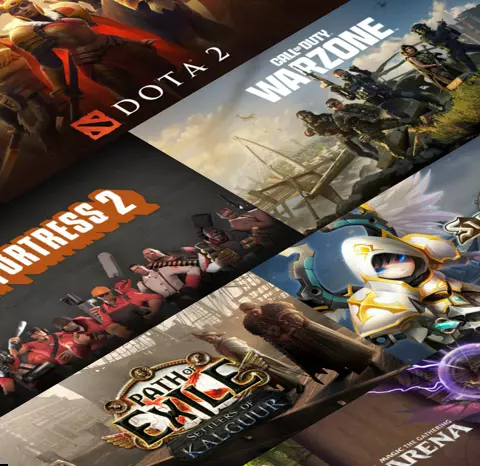 DOTA 2
CALL OF DUTY
WARZONE
FORTRESS 2
PATH OF
EXILE
SETTLERS OF
KALGUUR
MAGIC THE GATHERING
ARENA